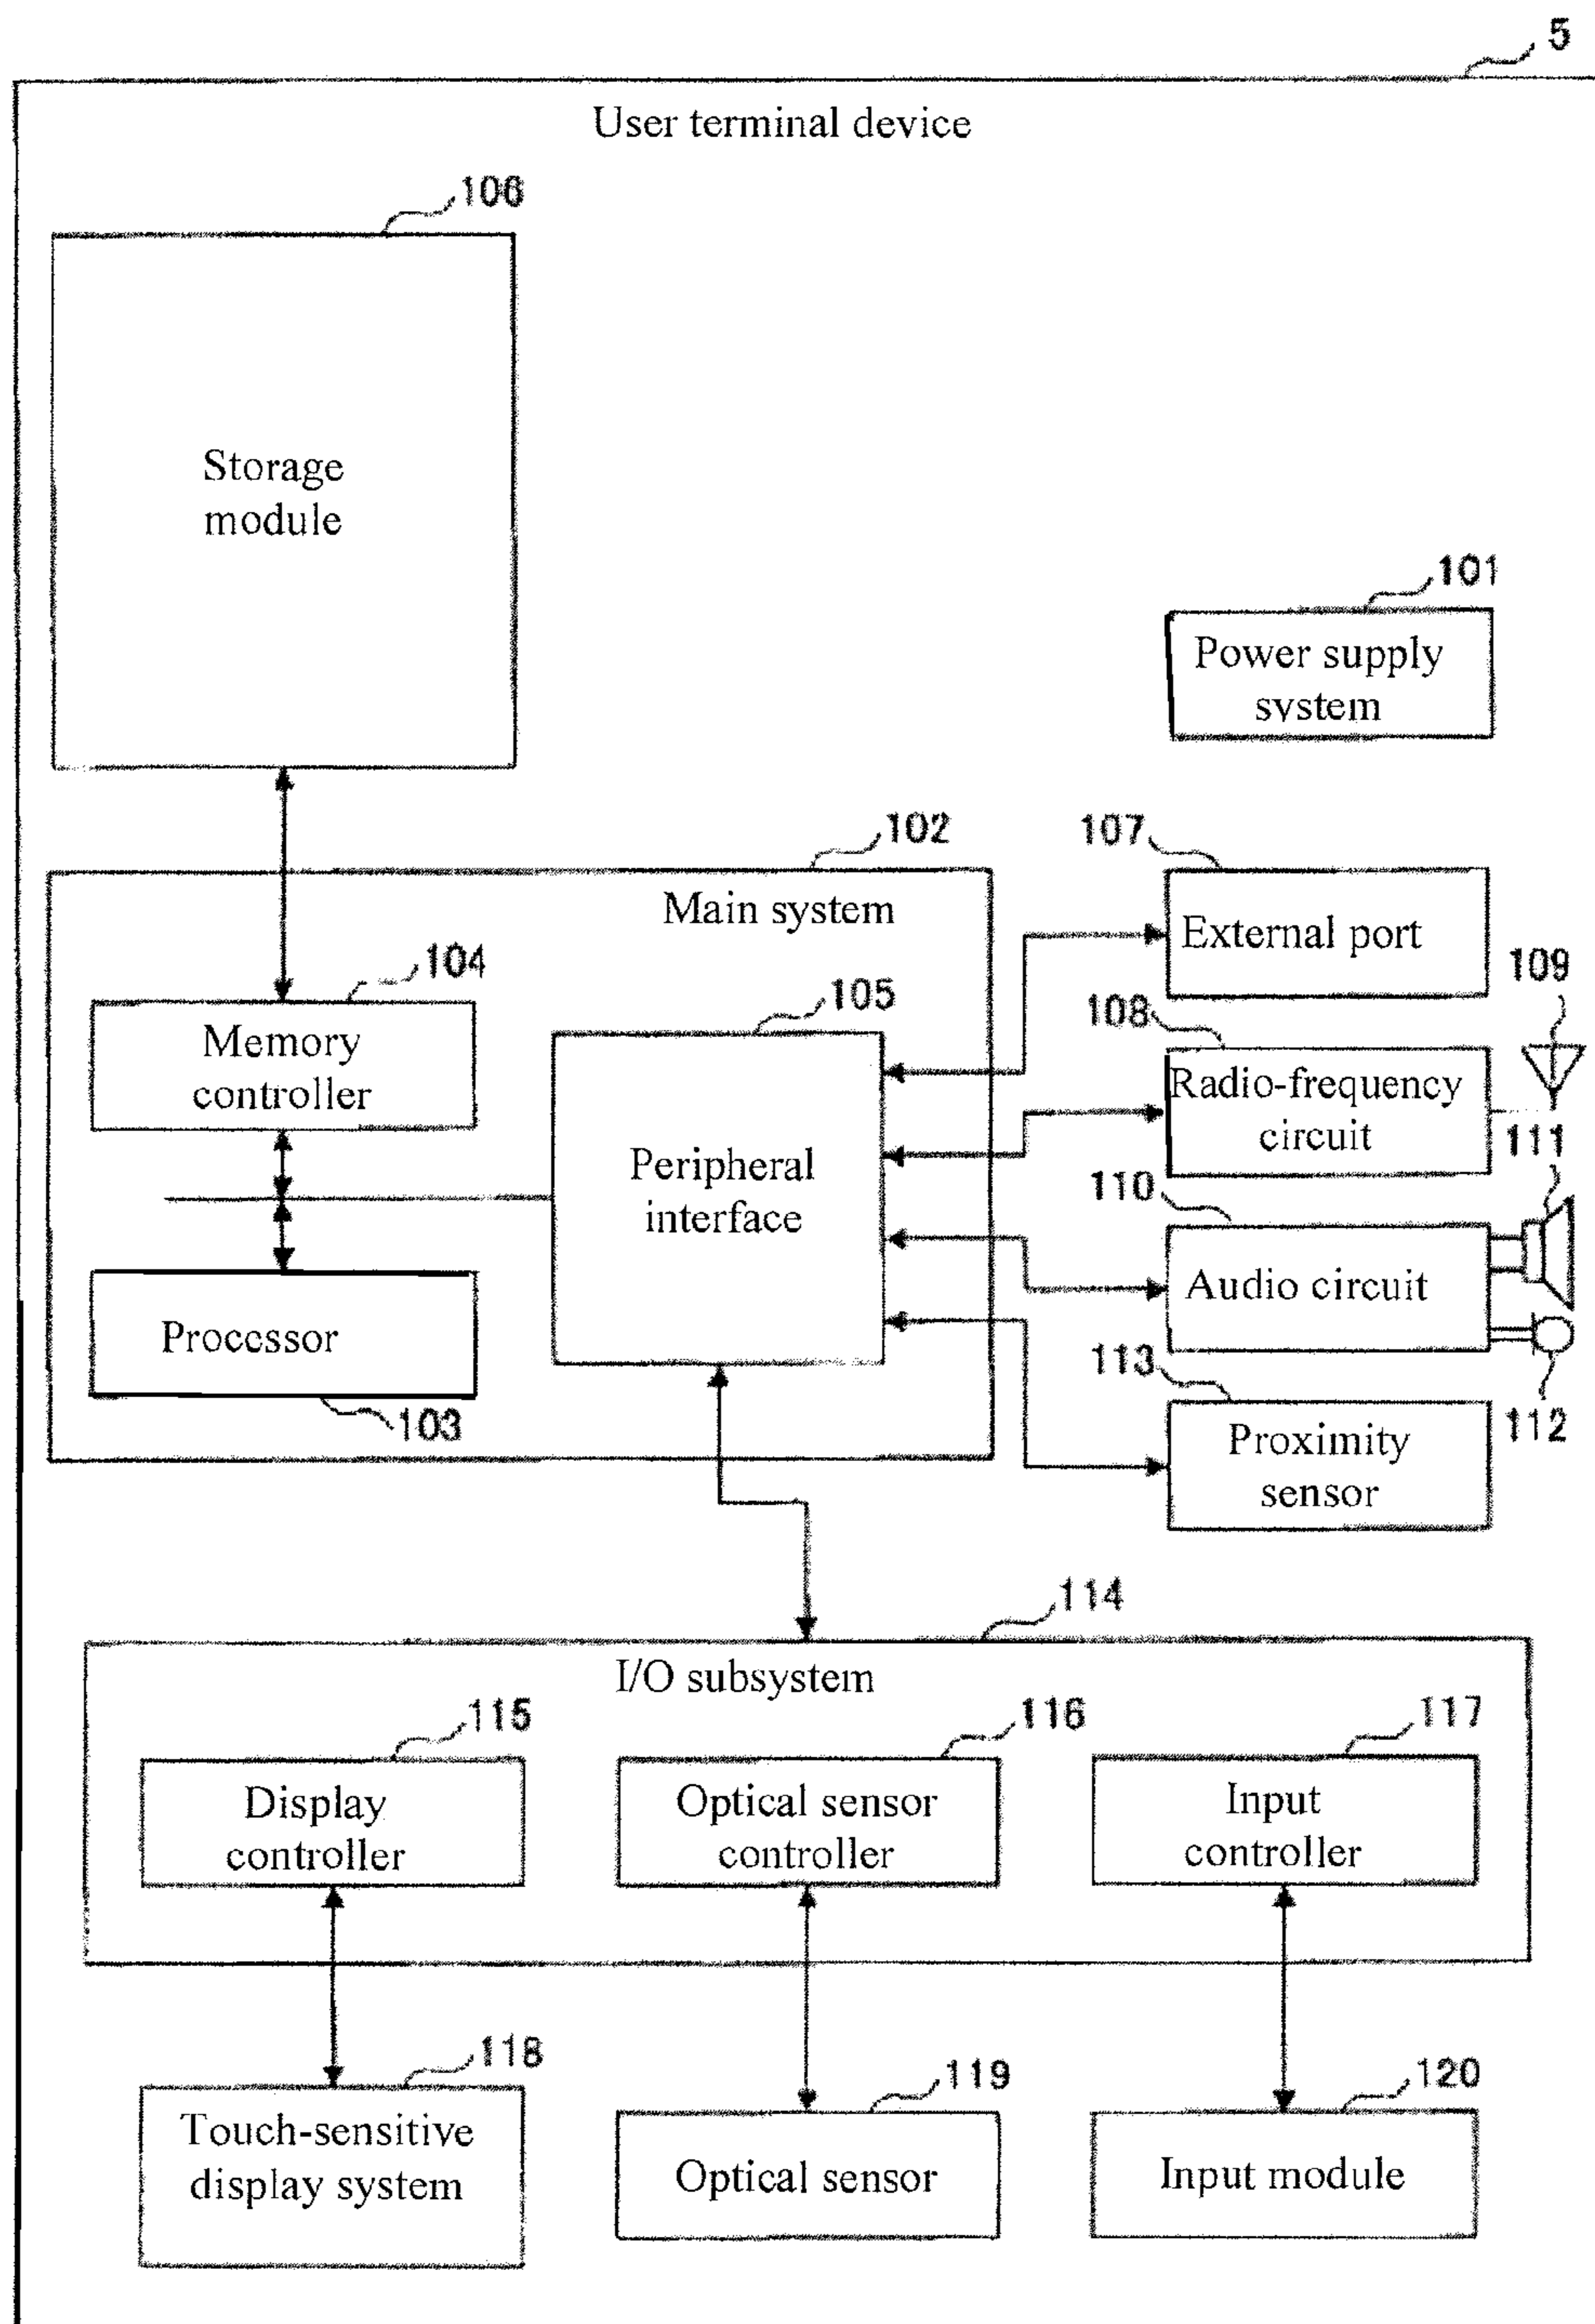 5
User terminal device
106
Storage
module
101
Power supply
system
102
Main system
107
External port
104
Memory
controller
105
Peripheral
interface
109
108
Radio-frequency
circuit
111
110
Audio circuit
Processor
103
113
Proximity
sensor
112
114
I/O subsystem
115
Display
controller
116
Optical sensor
controller
117
Input
controller
118
Touch-sensitive
display system
119
Optical sensor
120
Input module